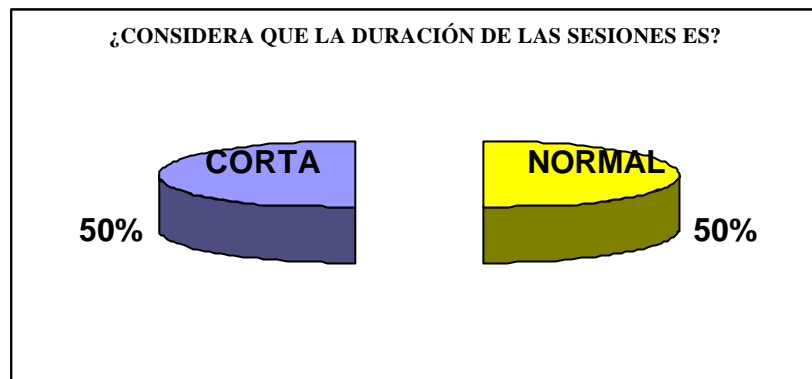 ¿CONSIDERA QUE LA DURACIÓN DE LAS SESIONES ES?
CORTA
NORMAL
50%
50%